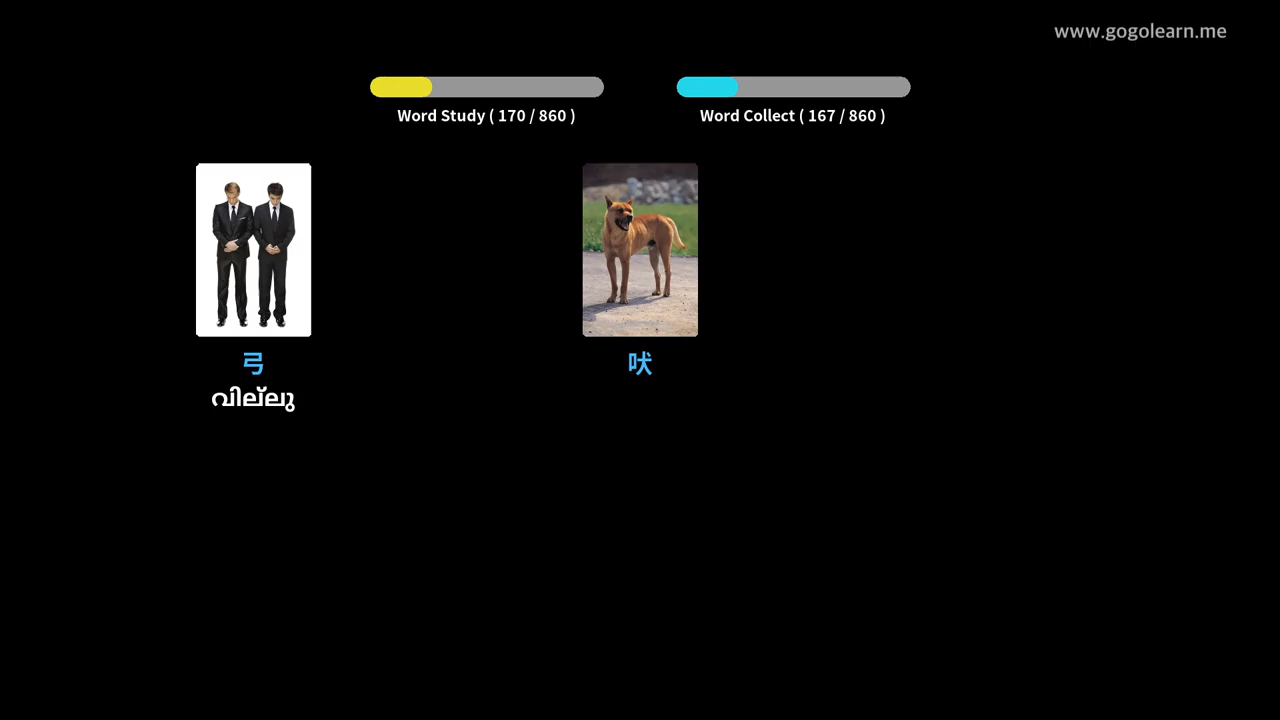 www.gogolearn.me
Word Study ( 170 / 860 )
Word Collect ( 167 / 860 )
弓
吠
വില്ലു